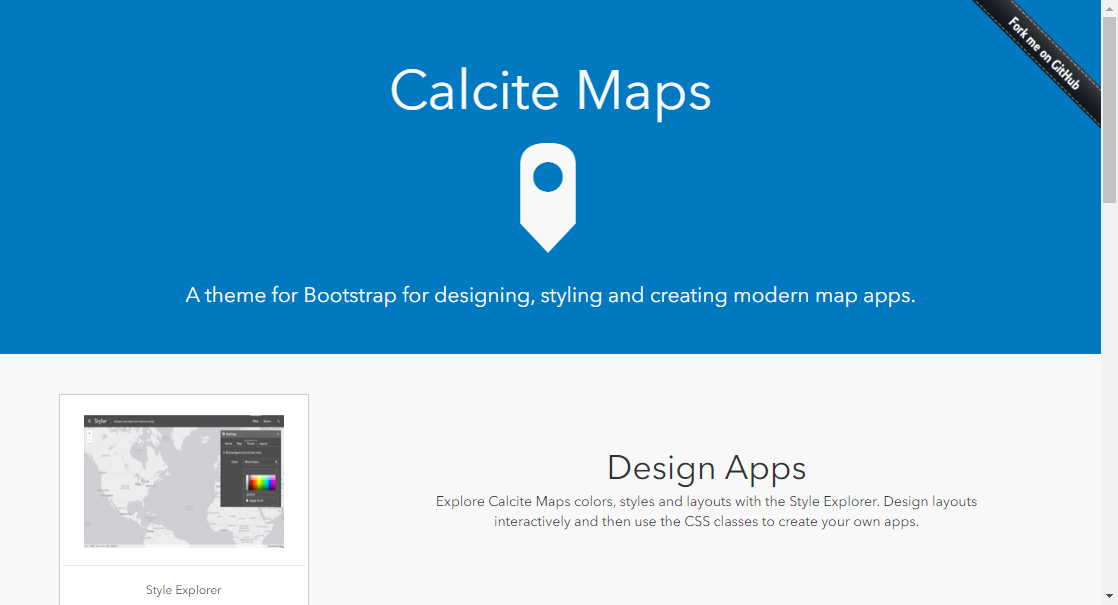 Fork me on GitHub
Calcite Maps
A theme for Bootstrap for designing, styling and creating modern map apps.
Styler
Design Apps
Explore Calcite Maps colors, styles and layouts with the Style Explorer. Design layouts
interactively and then use the CSS classes to create your own apps.
Style Explorer